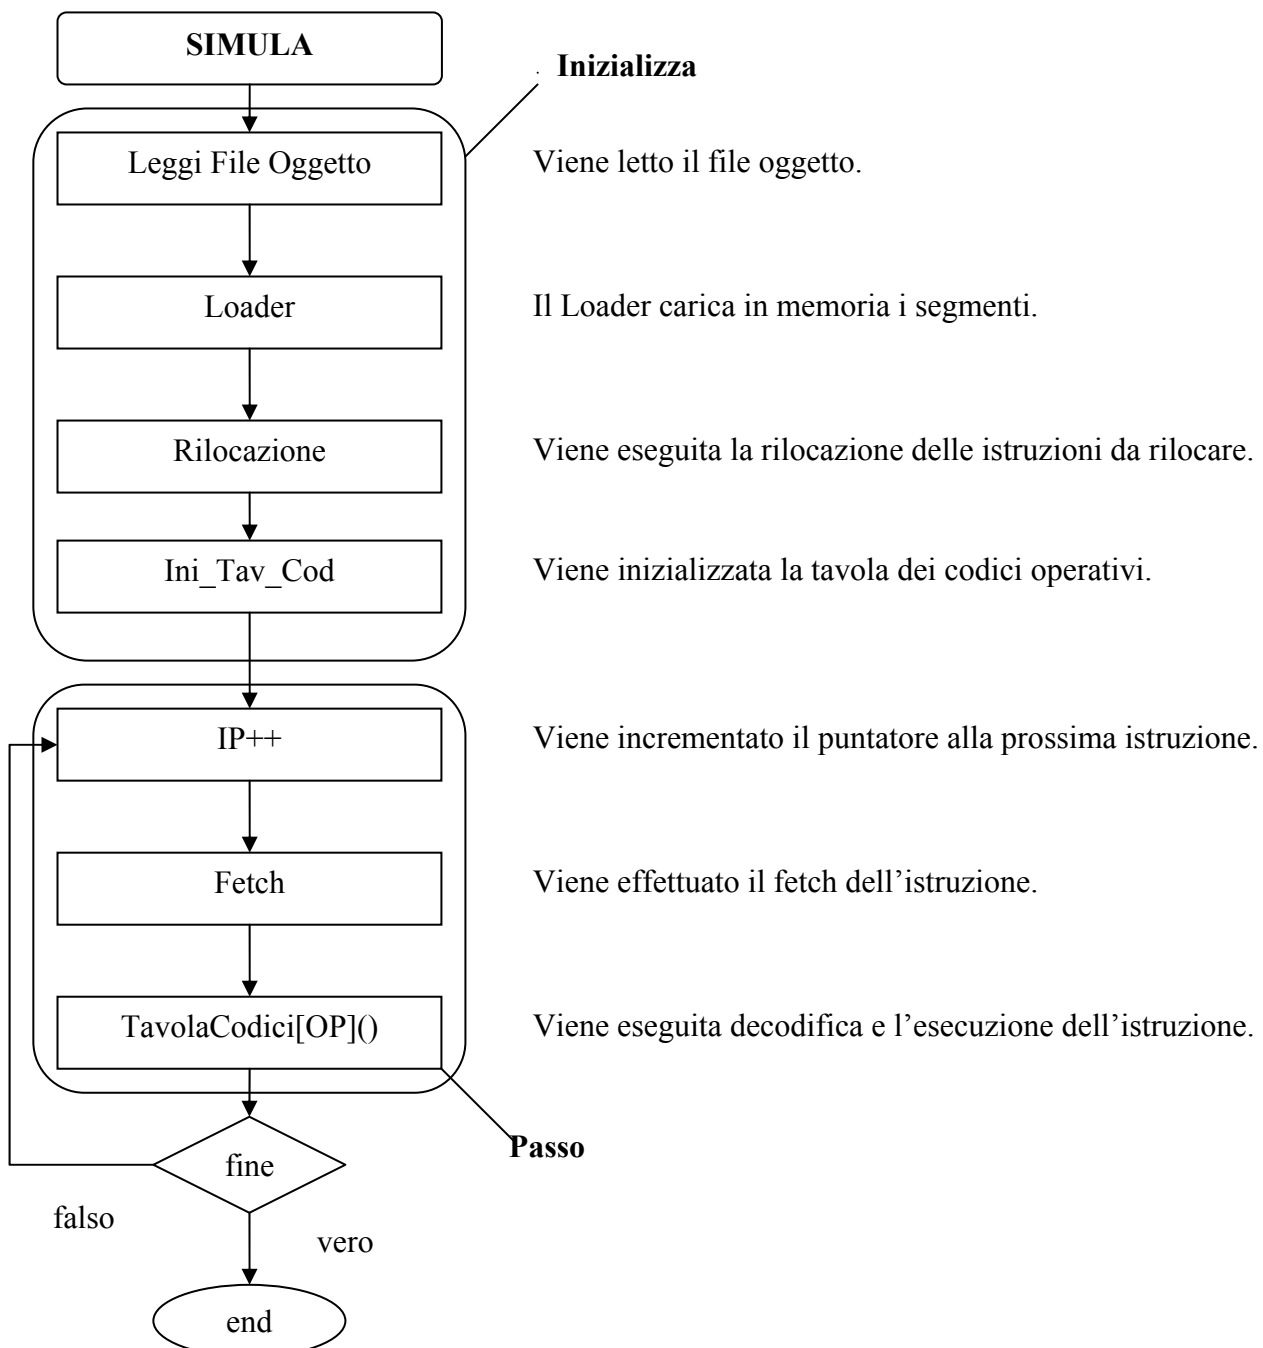 SIMULA
Inizializza
Leggi File Oggetto
Viene letto il file oggetto.
Loader
Il Loader carica in memoria i segmenti.
Rilocazione
Viene eseguita la rilocazione delle istruzioni da rilocare.
Ini_Tav_Cod
Viene inizializzata la tavola dei codici operativi.
IP++
Viene incrementato il puntatore alla prossima istruzione.
Fetch
Viene effettuato il fetch dell’istruzione.
TavolaCodici[OP]()
Viene eseguita decodifica e l’esecuzione dell’istruzione.
Passo
fine
falso
vero
end